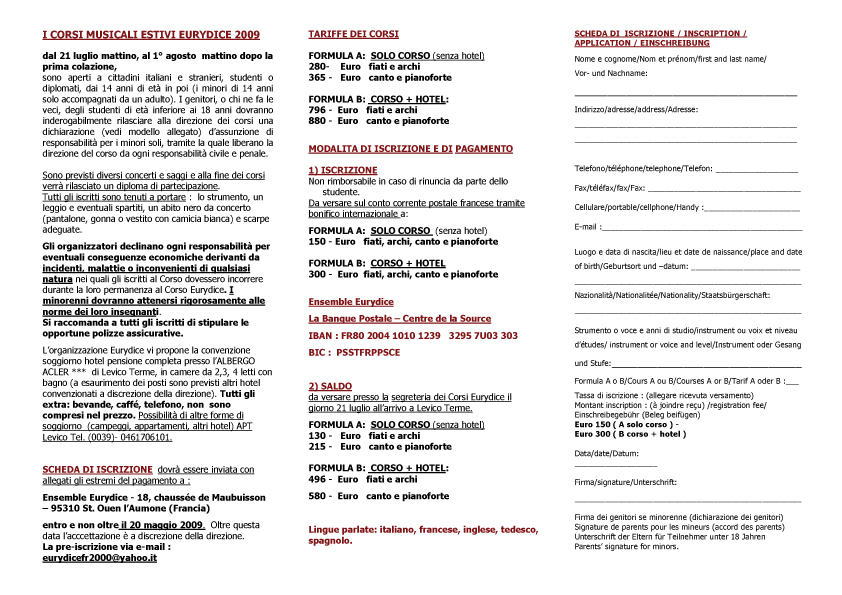 I CORSI MUSICALI ESTIVI EURYDICE 2009
dal 21 luglio mattino, al 1° agosto mattino dopo la
prima colazione,
sono aperti a cittadini italiani e stranieri, studenti o
diplomati, dai 14 anni di età in poi (i minori di 14 anni
solo accompagnati da un adulto). I genitori, o chi ne fa le
veci, degli studenti di età inferiore ai 18 anni dovranno
inderogabilmente rilasciare alla direzione dei corsi una
dichiarazione (vedi modello allegato) d'assunzione di
responsabilità per i minori soli, tramite la quale liberano la
direzione del corso da ogni responsabilità civile e penale.
Sono previsti diversi concerti e saggi e alla fine dei corsi
verrà rilasciato un diploma di partecipazione.
Tutti gli iscritti sono tenuti a portare : lo strumento, un
leggio e eventuali spartiti, un abito nero da concerto
(pantalone, gonna o vestito con camicia bianca) e scarpe
adeguate.
Gli organizzatori declinano ogni responsabilità per
eventuali conseguenze economiche derivanti da
incidenti, malattie o inconvenienti di qualsiasi
natura nei quali gli iscritti al Corso dovessero incorrere
durante la loro permanenza al Corso Eurydice. I
minorenni dovranno attenersi rigorosamente alle
norme dei loro insegnanti.
Si raccomanda a tutti gli iscritti di stipulare le
opportune polizze assicurative.
L'organizzazione Eurydice vi propone la convenzione
soggiorno hotel pensione completa presso l'ALBERGO
ACLER *** di Levico Terme, in camere da 2,3, 4 letti con
bagno (a esaurimento dei posti sono previsti altri hotel
convenzionati a discrezione della direzione). Tutti gli
extra: bevande, caffé, telefono, non sono
compresi nel prezzo. Possibilità di altre forme di
soggiorno (campeggi, appartamenti, altri hotel) APT
Levico Tel. (0039)- 0461706101.
SCHEDA DI ISCRIZIONE dovrà essere inviata con
allegati gli estremi del pagamento a :
Ensemble Eurydice - 18, chaussée de Maubuisson
– 95310 St. Ouen l'Aumone (Francia)
entro e non oltre il 20 maggio 2009. Oltre questa
data l'acccettazione è a discrezione della direzione.
La pre-iscrizione via e-mail :
eurydicefr2000@yahoo.it
TARIFFE DEI CORSI
FORMULA A: SOLO CORSO (senza hotel)
280- Euro fiati e archi
365 - Euro canto e pianoforte
FORMULA B: CORSO + HOTEL:
796 - Euro fiati e archi
880 - Euro canto e pianoforte
MODALITA DI ISCRIZIONE E DI PAGAMENTO
1) ISCRIZIONE
Non rimborsabile in caso di rinuncia da parte dello
studente.
Da versare sul conto corrente postale francese tramite
bonifico internazionale a:
FORMULA A: SOLO CORSO (senza hotel)
150 - Euro fiati, archi, canto e pianoforte
FORMULA B: CORSO + HOTEL
300 - Euro fiati, archi, canto e pianoforte
Ensemble Eurydice
La Banque Postale – Centre de la Source
IBAN : FR80 2004 1010 1239 3295 7U03 303
BIC : PSSTFRPPSCE
2) SALDO
da versare presso la segreteria dei Corsi Eurydice il
giorno 21 luglio all'arrivo a Levico Terme.
FORMULA A: SOLO CORSO (senza hotel)
130 - Euro fiati e archi
215 - Euro canto e pianoforte
FORMULA B: CORSO + HOTEL:
496 - Euro fiati e archi
580 - Euro canto e pianoforte
Lingue parlate: italiano, francese, inglese, tedesco,
spagnolo.
SCHEDA DI ISCRIZIONE / INSCRIPTION /
APPLICATION / EINSCHREIBUNG
Nome e cognome/Nom et prénom/first and last name/
Vor- und Nachname:
Indirizzo/adresse/address/Adresse:
Telefono/téléphone/telephone/Telefon: ____________________
Fax/téléfax/fax/Fax: ____________________
Cellulare/portable/cellphone/Handy :____________________
E-mail :____________________
Luogo e data di nascita/lieu et date de naissance/place and date
of birth/Geburtsort und –datum: ____________________
Nazionalità/Nationalitée/Nationality/Staatsbürgerschaft:
Strumento o voce e anni di studio/instrument ou voix et niveau
d'études/ instrument or voice and level/Instrument oder Gesang
und Stufe:____________________
Formula A o B/Cours A ou B/Courses A or B/Tarif A oder B :___
Tassa di iscrizione : (allegare ricevuta versamento)
Montant inscription : (à joindre reçu) /registration fee/
Einschreibegebühr (Beleg beifügen)
Euro 150 ( A solo corso ) -
Euro 300 ( B corso + hotel )
Data/date/Datum:
Firma/signature/Unterschrift:
Firma dei genitori se minorenne (dichiarazione dei genitori)
Signature de parents pour les mineurs (accord des parents)
Unterschrift der Eltern für Teilnehmer unter 18 Jahren
Parents' signature for minors.